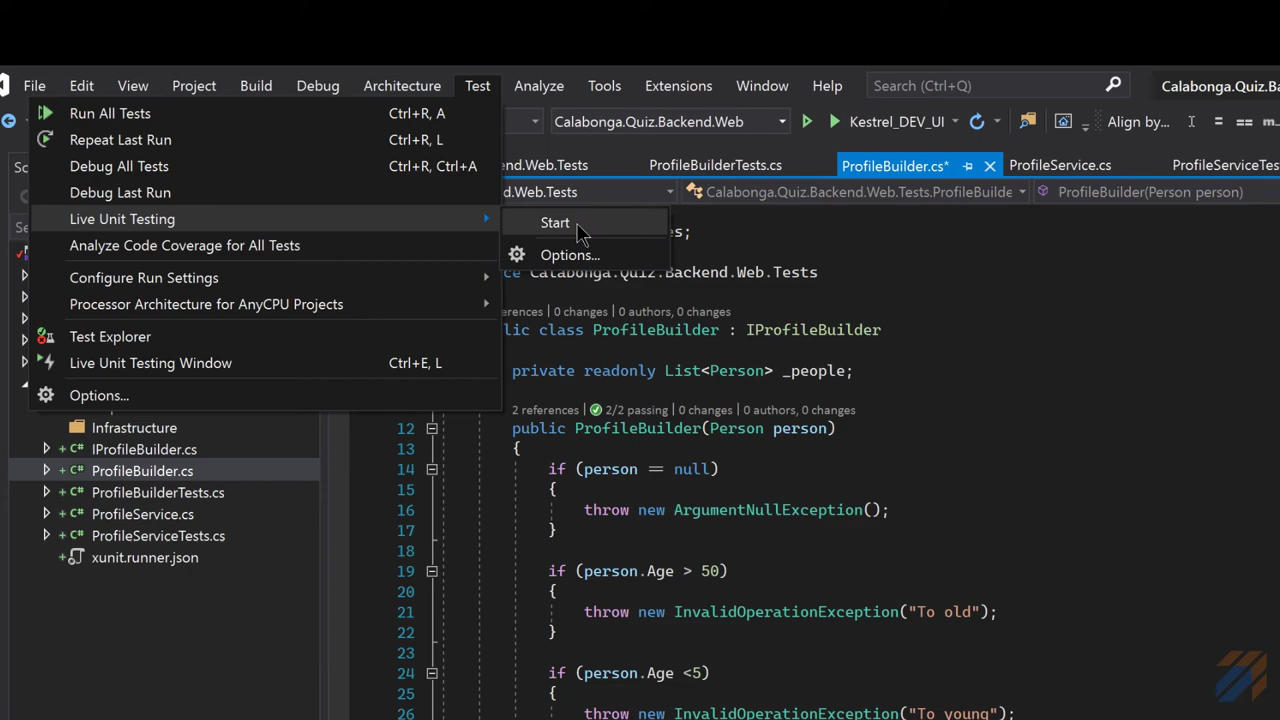 File Edit View Project Build Debug Architecture Test Analyze Tools Extensions Window Help Search (Ctrl+Q) Calabonga.Quiz.Ba
Calabonga.Quiz.Backend.Web Kestrel_DEV_UI Align by...
Run All Tests Ctrl+R, A
Repeat Last Run Ctrl+R, L
Debug All Tests Ctrl+R, Ctrl+A
Debug Last Run
Live Unit Testing
Analyze Code Coverage for All Tests
Configure Run Settings
Processor Architecture for AnyCPU Projects
Test Explorer
Live Unit Testing Window Ctrl+E, L
Options...
Start
Options...
end.Web.Tests ProfileBuilderTests.cs ProfileBuilder.cs* ProfileService.cs ProfileServiceTes
d.Web.Tests Calabonga.Quiz.Backend.Web.Tests.ProfileBuilde ProfileBuilder(Person person)
Infrastructure
IProfileBuilder.cs
ProfileBuilder.cs
ProfileBuilderTests.cs
ProfileService.cs
ProfileServiceTests.cs
xunit.runner.json
es;
ce Calabonga.Quiz.Backend.Web.Tests
erences | 0 changes | 0 authors, 0 changes
lic class ProfileBuilder : IProfileBuilder
private readonly List<Person> _people;
2 references | 2/2 passing | 0 changes | 0 authors, 0 changes
12 public ProfileBuilder(Person person)
13 {
14 if (person == null)
15 {
16 throw new ArgumentNullException();
17 }
18
19 if (person.Age > 50)
20 {
21 throw new InvalidOperationException("To old");
22 }
23
24 if (person.Age <5)
25 {
26 throw new InvalidOperationException("To young")